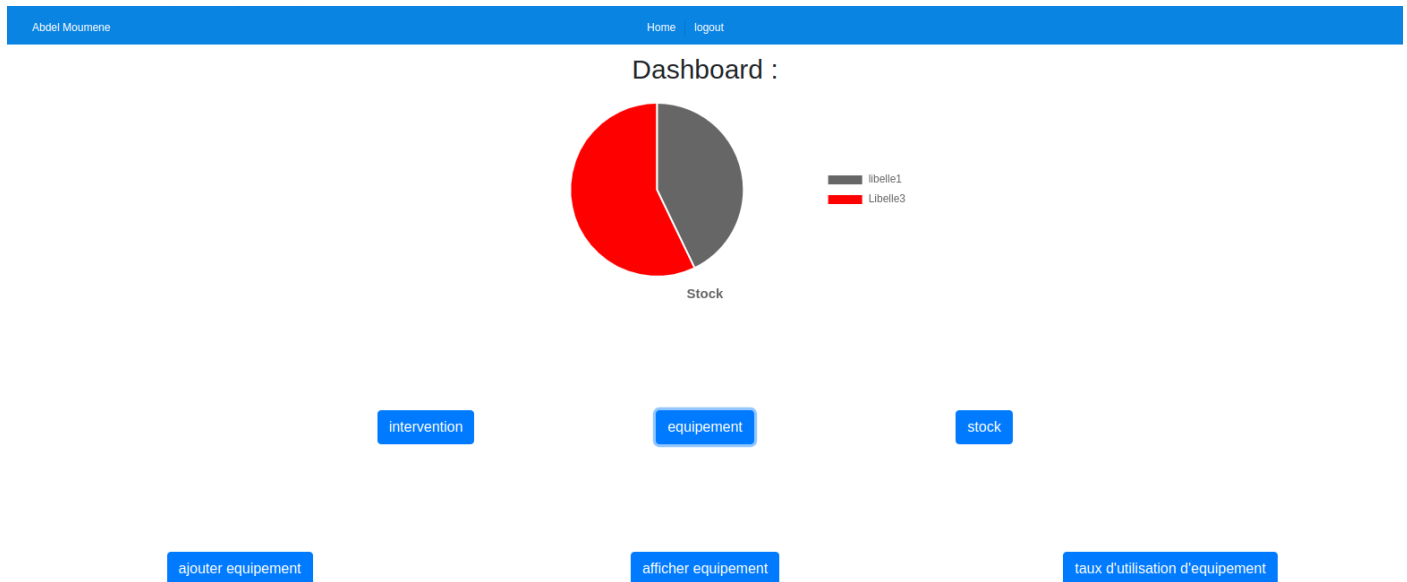 Abdel Moumene Home logout
Dashboard :
libelle1
Libelle3
Stock
intervention equipement stock
ajouter equipement afficher equipement taux d'utilisation d'equipement